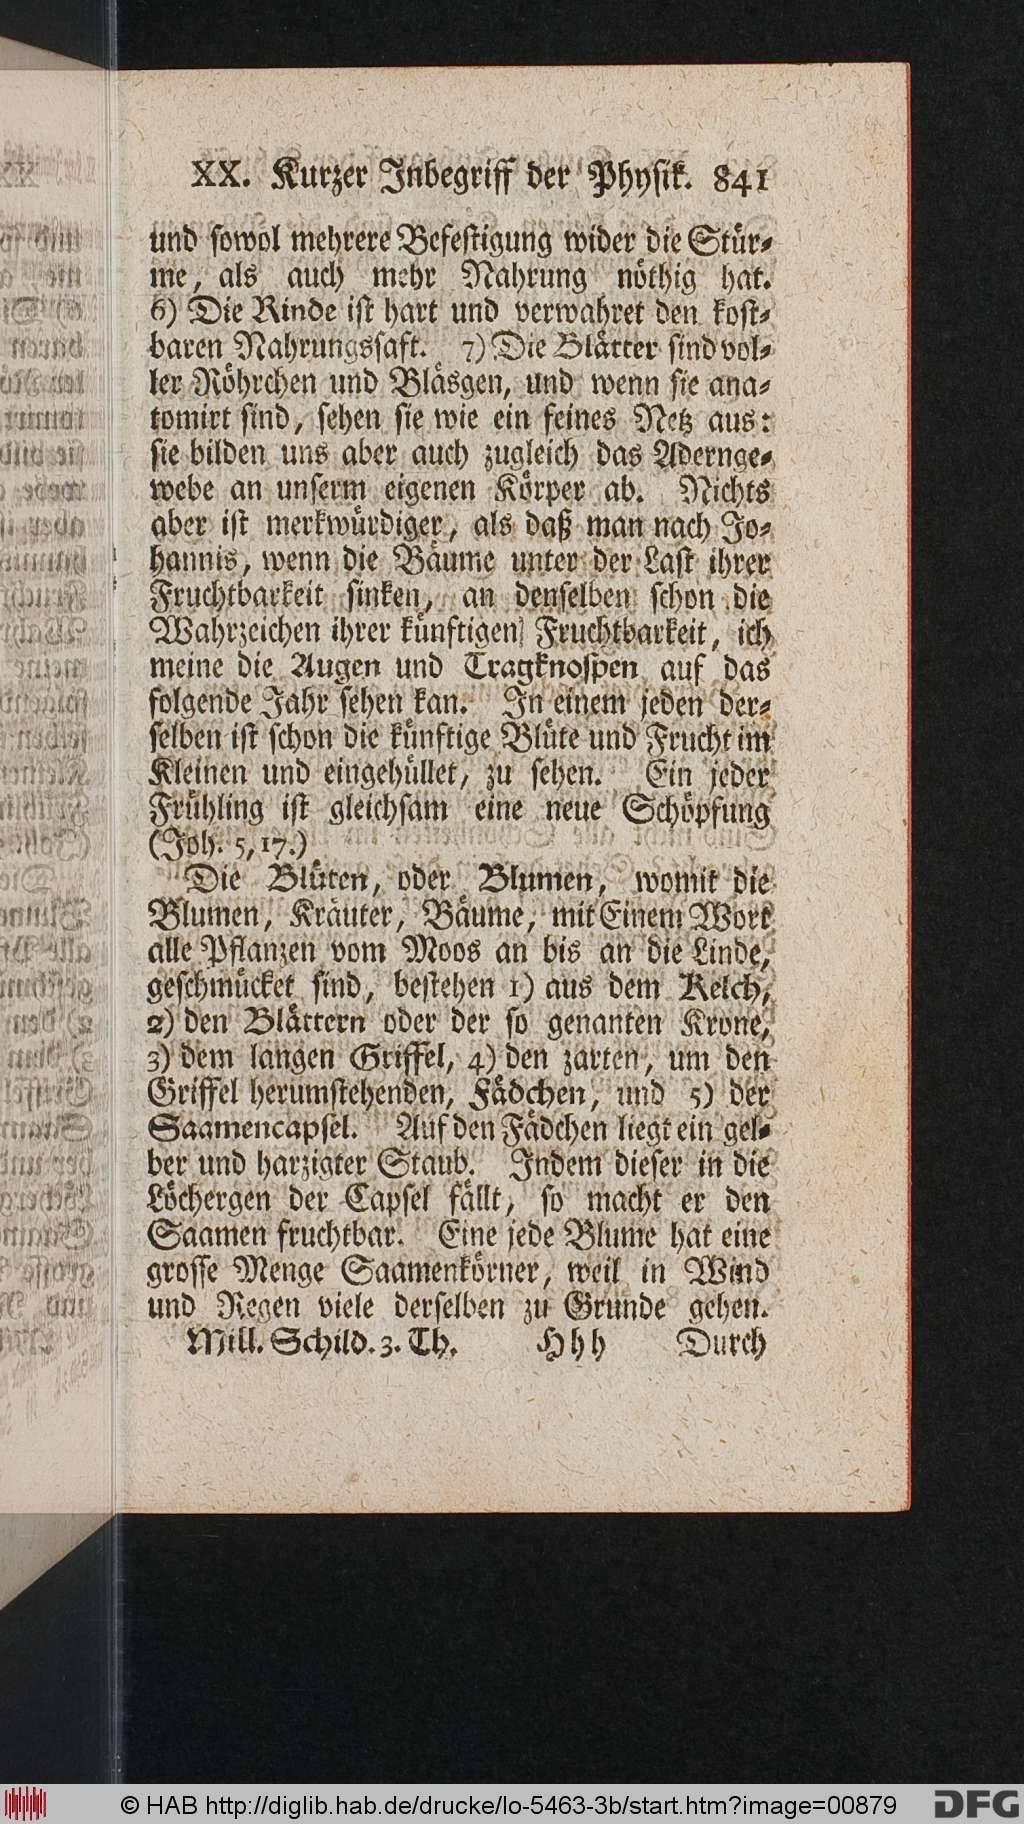 XX. Kurzer Inbegriff der Physik. 841
und sowol mehrere Befestigung wider die Stür-
me, als auch mehr Nahrung nöthig hat.
6) Die Rinde ist hart und verwahret den kost-
baren Nahrungssaft. 7) Die Blätter sind vol-
ler Röhrchen und Bläsgen, und wenn sie ana-
tomirt sind, sehen sie wie ein feines Netz aus:
sie bilden uns aber auch zugleich das Adernge-
webe an unserm eigenen Körper ab. Nichts
aber ist merkwürdiger, als daß man nach Jo-
hannis, wenn die Bäume unter der Last ihrer
Fruchtbarkeit sinken, an denselben schon die
Wahrzeichen ihrer künftigen Fruchtbarkeit, ich
meine die Augen und Tragknospen auf das
folgende Jahr sehen kan. In einem jeden der-
selben ist schon die künftige Blüte und Frucht im
Kleinen und eingehüllet, zu sehen. Ein jeder
Frühling ist gleichsam eine neue Schöpfung
(Joh. 5, 17.)
Die Blüten, oder Blumen, womit die
Blumen, Kräuter, Bäume, mit Einem Wort
alle Pflanzen vom Moos an bis an die Linde,
geschmücket sind, bestehen 1) aus dem Kelch,
2) den Blättern oder der so genanten Krone,
3) dem langen Griffel, 4) den zarten, um den
Griffel herumstehenden, Fädchen, und 5) der
Saamencapsel. Auf den Fädchen liegt ein gel-
ber und harzigter Staub. Indem dieser in die
Löchergen der Capsel fällt, so macht er den
Saamen fruchtbar. Eine jede Blume hat eine
grosse Menge Saamenkörner, weil in Wind
und Regen viele derselben zu Grunde gehen.
Mill. Schild. 3. Th. Hhh Durch
© HAB http://diglib.hab.de/drucke/lo-5463-3b/start.htm?image=00879
DFG